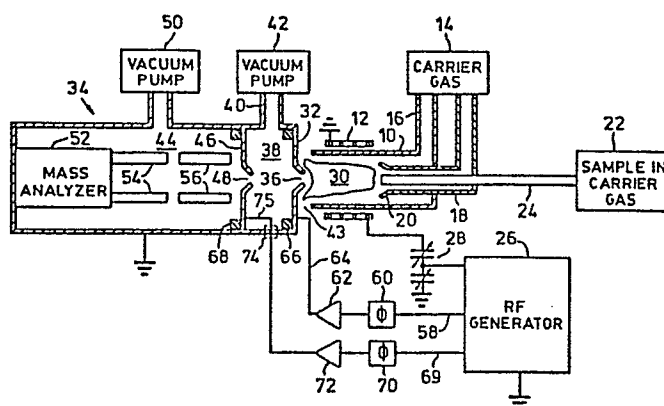 50
42
14
VACUUM
PUMP
VACUUM
PUMP
CARRIER
GAS
34
40
32
12
16
10
22
52
44
46
38
SAMPLE IN
CARRIER
GAS
MASS
ANALYZER
54
56
48
36
30
20
18
24
75
43
28
26
68
74
66
64
62
60
RF
GENERATOR
58
72
70
69